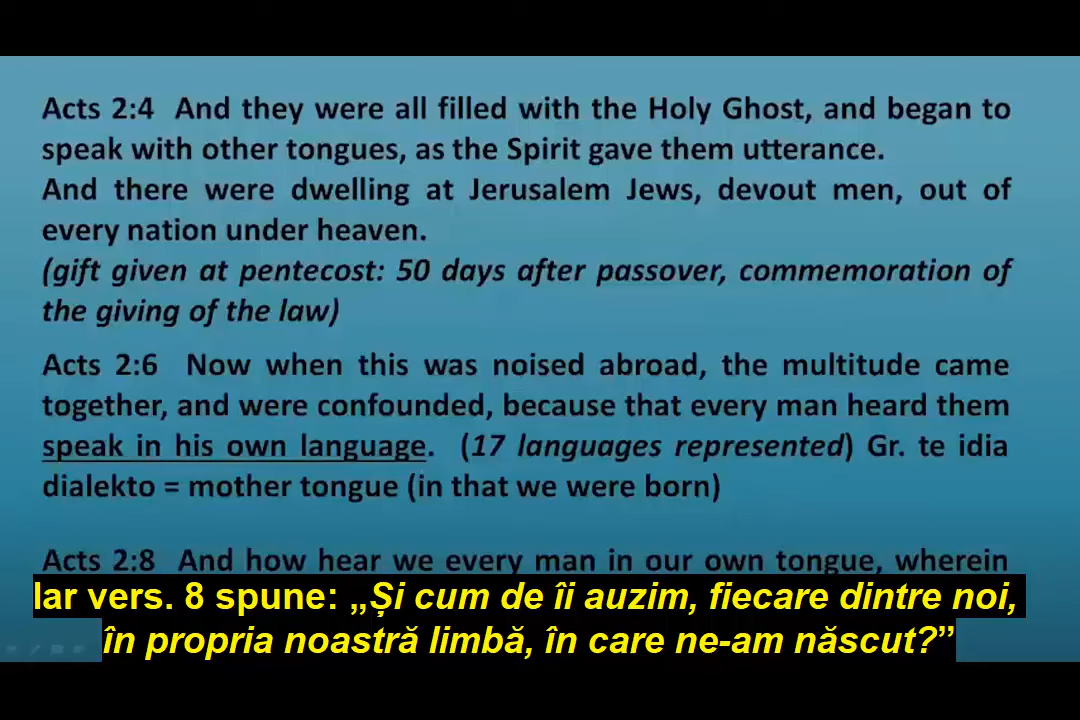 Acts 2:4 And they were all filled with the Holy Ghost, and began to
speak with other tongues, as the Spirit gave them utterance.
And there were dwelling at Jerusalem Jews, devout men, out of
every nation under heaven.
(gift given at pentecost: 50 days after passover, commemoration of
the giving of the law)
Acts 2:6 Now when this was noised abroad, the multitude came
together, and were confounded, because that every man heard them
speak in his own language. (17 languages represented) Gr. te idia
dialekto = mother tongue (in that we were born)
Acts 2:8 And how hear we every man in our own tongue, wherein
Iar vers. 8 spune: „Și cum de îi auzim, fiecare dintre noi,
în propria noastră limbă, în care ne-am născut?”